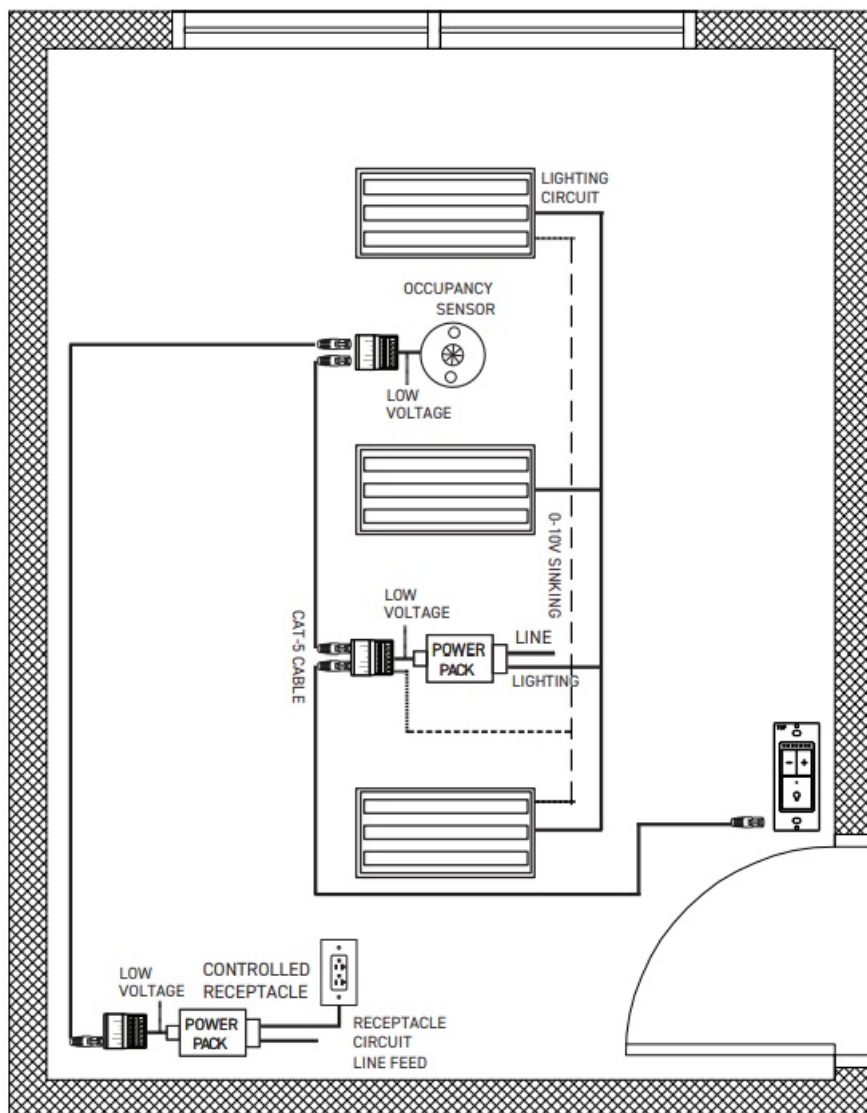 LIGHTING
CIRCUIT
OCCUPANCY
SENSOR
LOW
VOLTAGE
0-10V SINKING
LOW
VOLTAGE
CAT-5 CABLE
POWER
PACK
LINE
LIGHTING
TOP
- +
LOW
VOLTAGE
CONTROLLED
RECEPTACLE
POWER
PACK
RECEPTACLE
CIRCUIT
LINE FEED